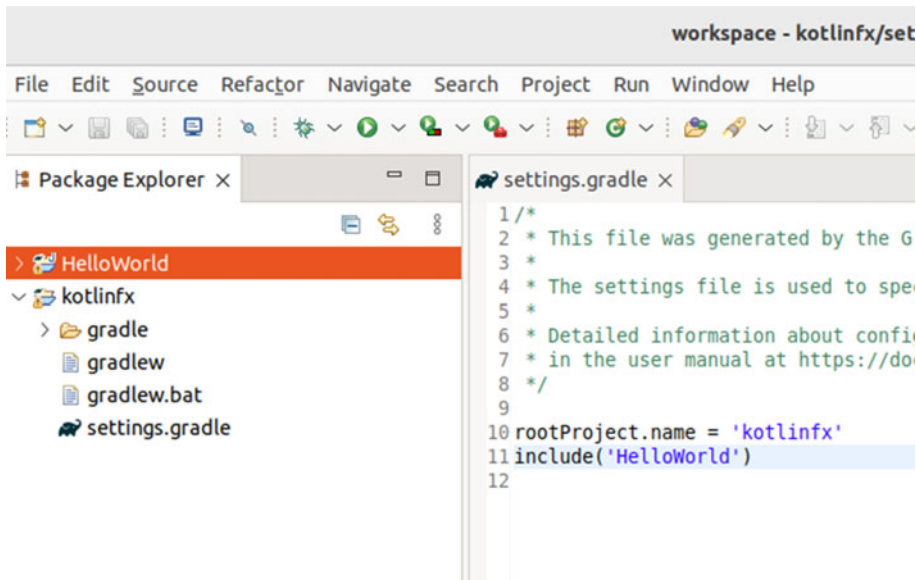 workspace - kotlinfx/set
File Edit Source Refactor Navigate Search Project Run Window Help
Package Explorer
settings.gradle
HelloWorld
kotlinfx
gradle
gradlew
gradlew.bat
settings.gradle
1 /*
2 * This file was generated by the G
3 *
4 * The settings file is used to spe
5 *
6 * Detailed information about config
7 * in the user manual at https://doc
8 */
9
10 rootProject.name = 'kotlinfx'
11 include('HelloWorld')
12